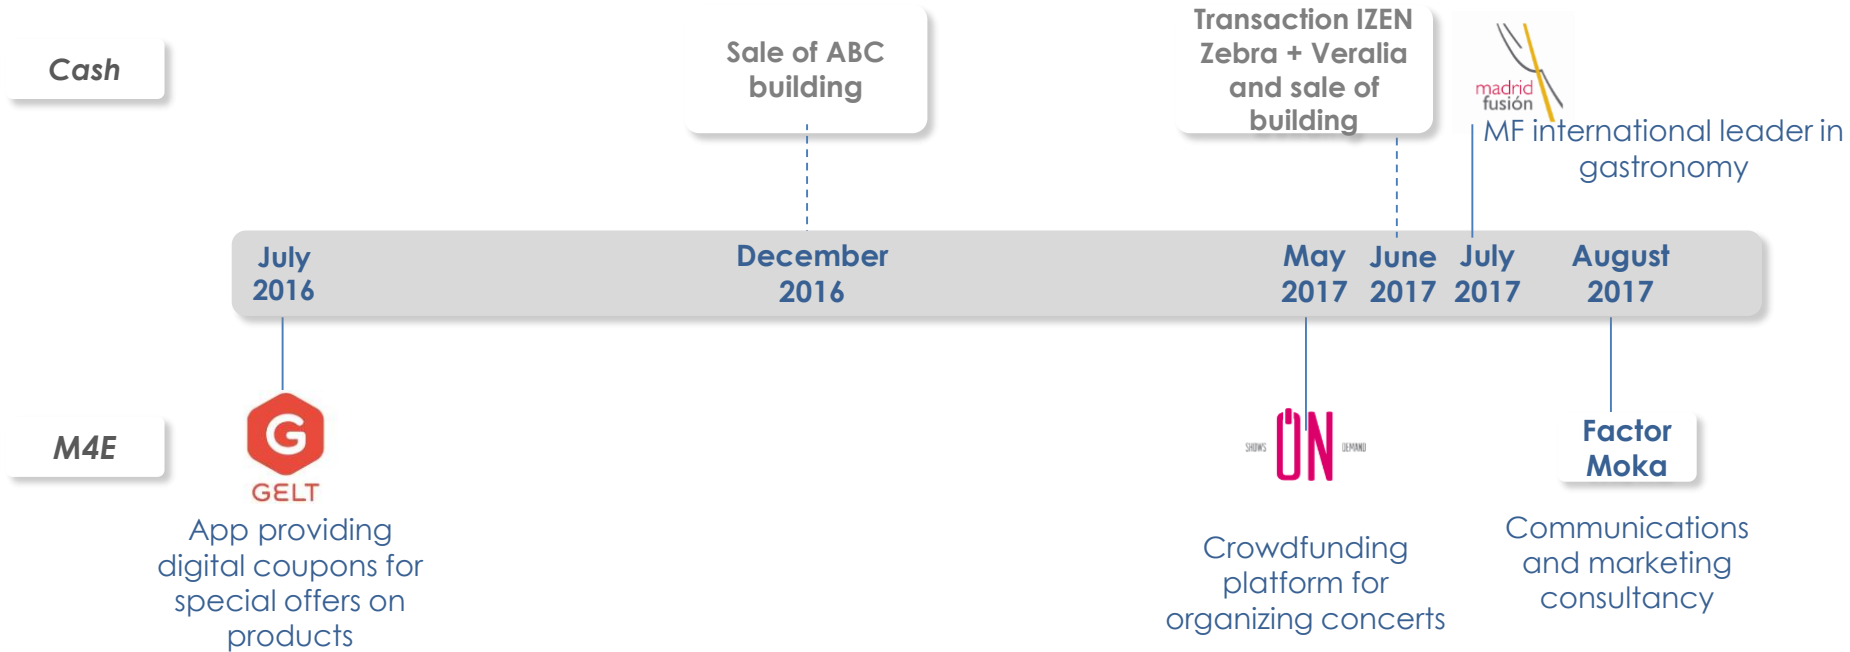 Cash
Sale of ABC
building
Transaction IZEN
Zebra + Veralia
and sale of
building
madrid
fusión
MF international leader in
gastronomy
July
2016
December
2016
May
2017
June
2017
July
2017
August
2017
M4E
G
GELT
App providing
digital coupons for
special offers on
products
SHOWS ON DEMAND
Crowdfunding
platform for
organizing concerts
Factor
Moka
Communications
and marketing
consultancy